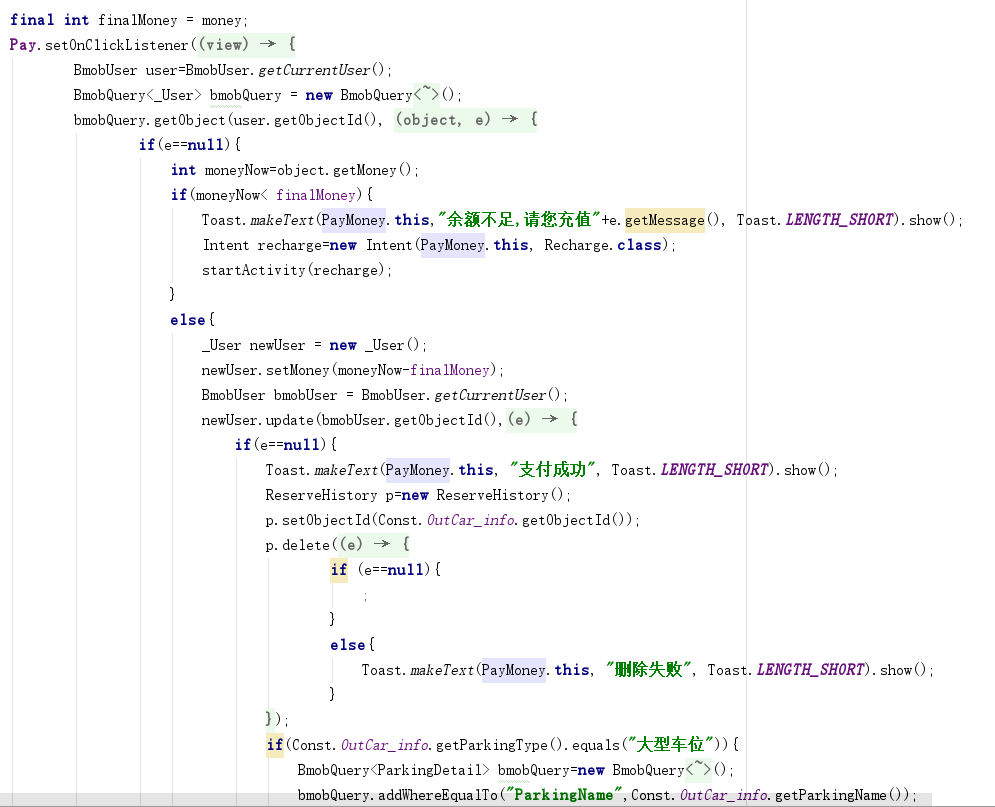 final int finalMoney = money;
Pay.setOnClickListener((view) → {
BmobUser user=BmobUser.getCurrentUser();
BmobQuery<_User> bmobQuery = new BmobQuery<~>();
bmobQuery.getObject(user.getObjectId(), (object, e) → {
if(e==null){
int moneyNow=object.getMoney();
if(moneyNow< finalMoney){
Toast.makeText(PayMoney.this,"余额不足,请您充值"+e.getMessage(), Toast.LENGTH_SHORT).show();
Intent recharge=new Intent(PayMoney.this, Recharge.class);
startActivity(recharge);
}
else{
_User newUser = new _User();
newUser.setMoney(moneyNow-finalMoney);
BmobUser bmobUser = BmobUser.getCurrentUser();
newUser.update(bmobUser.getObjectId(),(e) → {
if(e==null){
Toast.makeText(PayMoney.this, "支付成功", Toast.LENGTH_SHORT).show();
ReserveHistory p=new ReserveHistory();
p.setObjectId(Const.OutCar_info.getObjectId());
p.delete((e) → {
if (e==null){
;
}
else{
Toast.makeText(PayMoney.this, "删除失败", Toast.LENGTH_SHORT).show();
}
});
if(Const.OutCar_info.getParkingType().equals("大型车位")){
BmobQuery<ParkingDetail> bmobQuery=new BmobQuery<~>();
bmobQuery.addWhereEqualTo("ParkingName",Const.OutCar_info.getParkingName());